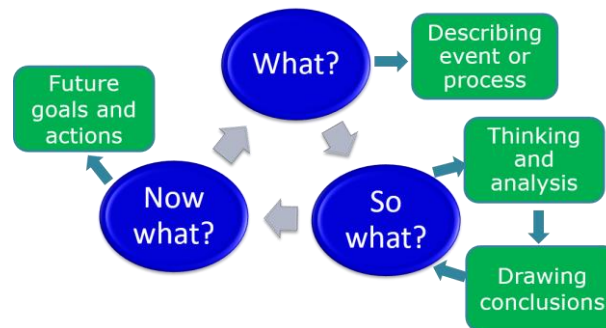 What?
Describing
event or
process
Future
goals and
actions
Thinking
and
analysis
Now
what?
So
what?
Drawing
conclusions